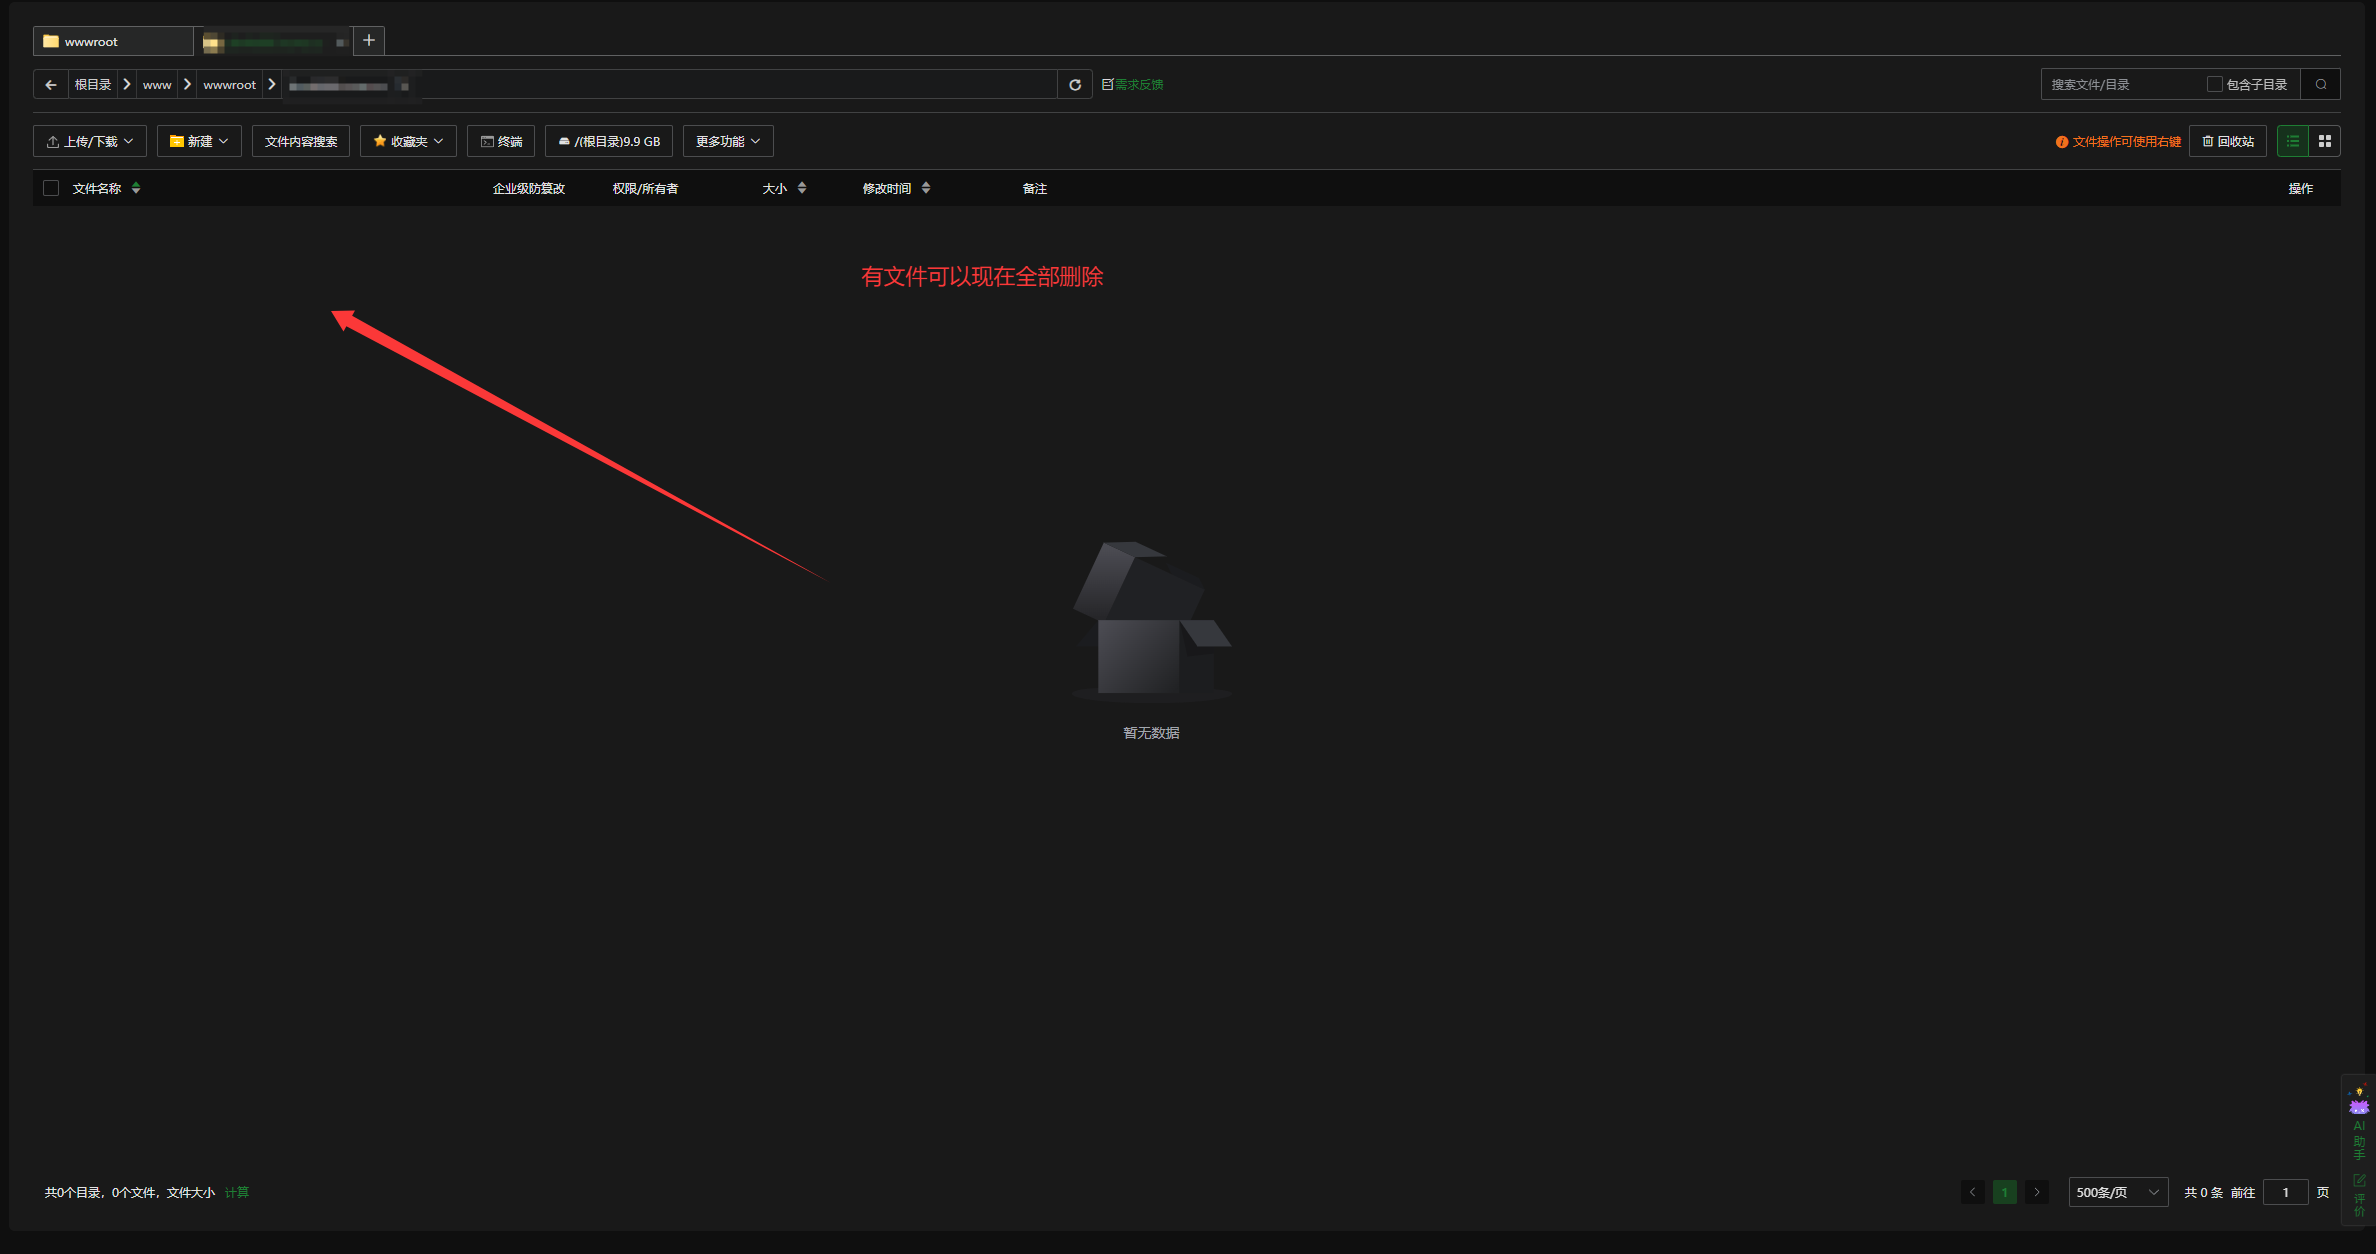 wwwroot
根目录 www wwwroot 需求反馈 搜索文件/目录 包含子目录
上传/下载 新建 文件内容搜索 收藏夹 终端 /(根目录)9.9 GB 更多功能 文件操作可使用右键 回收站
文件名称 企业级防篡改 权限/所有者 大小 修改时间 备注 操作
有文件可以现在全部删除
暂无数据
AI
助
手
评
价
共0个目录，0个文件，文件大小 计算 1 500条/页 共 0 条 前往 1 页